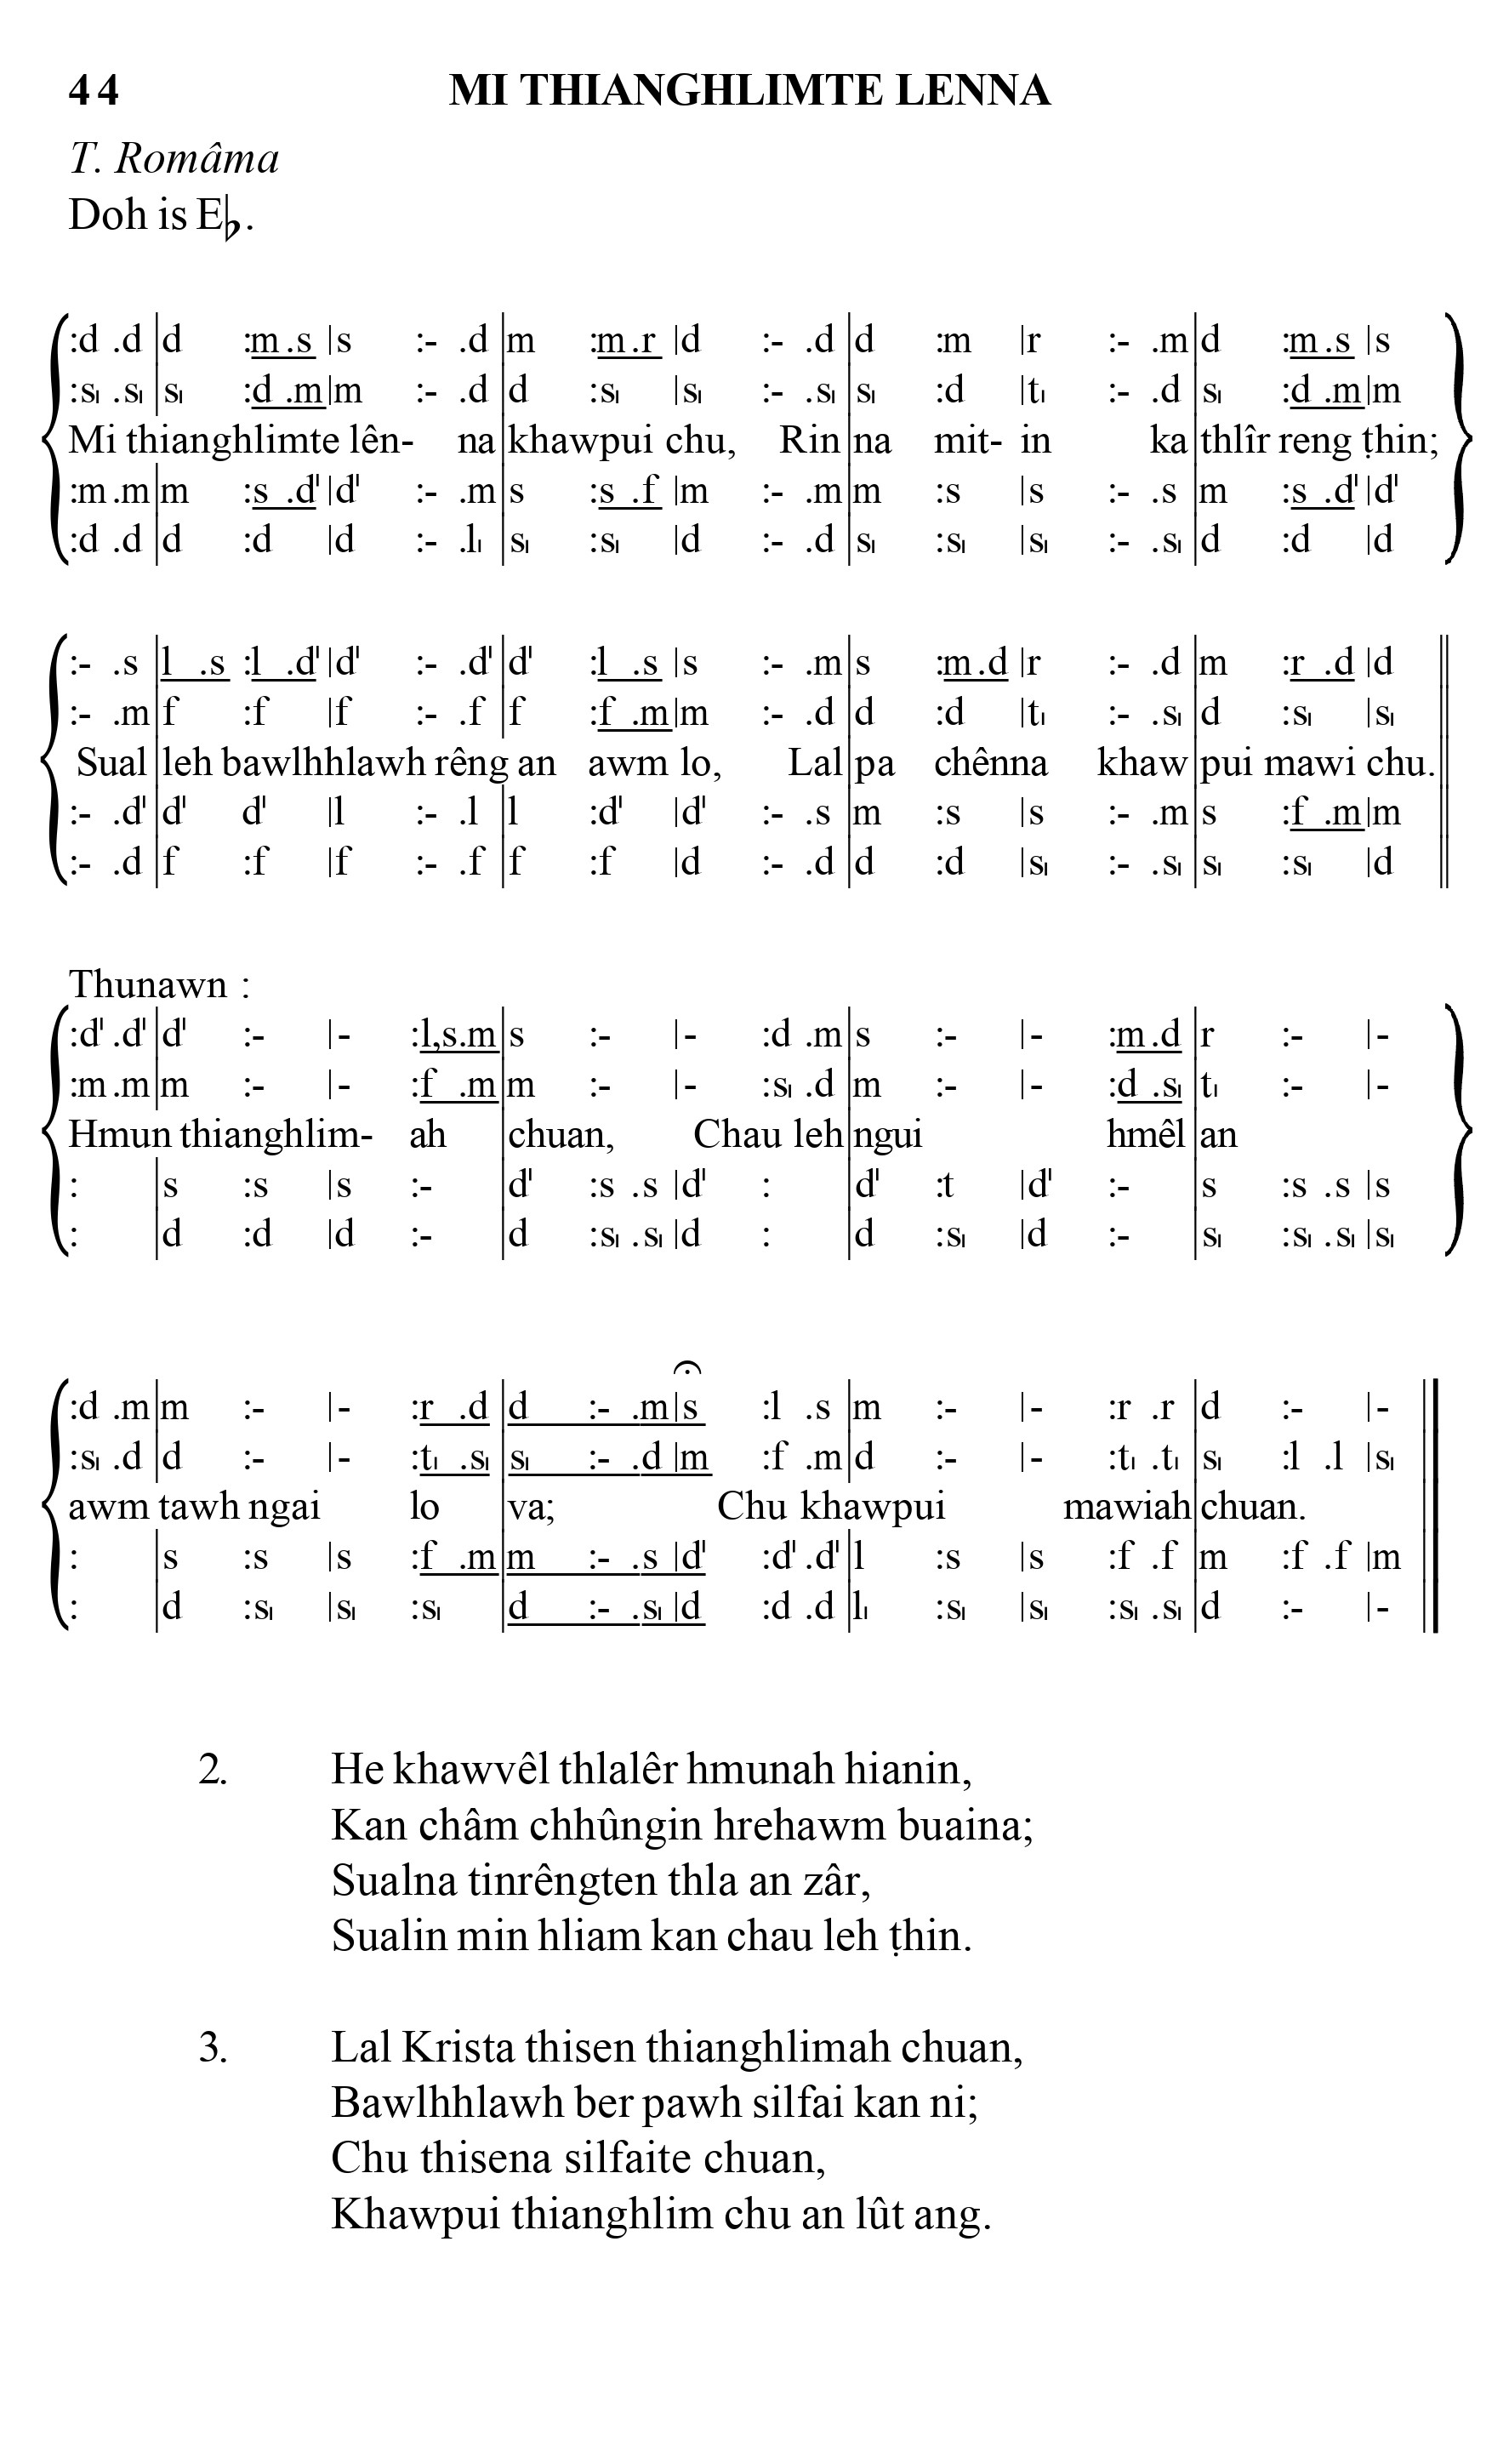 44 MI THIANGHLIMTE LENNA
T. Româma
Doh is E♭.
:d .d |d :m .s |s :- .d |m :m .r |d :- .d |d :m |r :- .m |d :m .s |s
:s₁ .s₁ |s₁ :d .m |m :- .d |d :s₁ |s₁ :- .s₁ |s₁ :d |t₁ :- .d |s₁ :d .m |m
Mi thianghlimte lên- na khawpui chu, Rin na mit- in ka thlîr reng ṭhin;
:m .m |m :s .d' |d' :- .m |s :s .f |m :- .m |m :s |s :- .s |m :s .d' |d'
:d .d |d :d |d :- .l₁ |s₁ :s₁ |d :- .d |s₁ :s₁ |s₁ :- .s₁ |d :d |d
:- .s |l .s :l .d' |d' :- .d' |d' :l .s |s :- .m |s :m .d |r :- .d |m :r .d |d ||
:- .m |f :f |f :- .f |f :f .m |m :- .d |d :d |t₁ :- .s₁ |d :s₁ |s₁ ||
Sual leh bawlhhlawh rêng an awm lo, Lal pa chênna khaw pui mawi chu.
:- .d' |d' d' |l :- .l |l :d' |d' :- .s |m :s |s :- .m |s :f .m |m ||
:- .d |f :f |f :- .f |f :f |d :- .d |d :d |s₁ :- .s₁ |s₁ :s₁ |d ||
Thunawn :
:d' .d' |d' :- |- :l,s.m |s :- |- :d .m |s :- |- :m .d |r :- |-
:m .m |m :- |- :f .m |m :- |- :s₁ .d |m :- |- :d .s₁ |t₁ :- |-
Hmun thianghlim- ah chuan, Chau leh ngui hmêl an
: |s :s |s :- |d' :s .s |d' : |d' :t |d' :- |s :s .s |s
: |d :d |d :- |d :s₁ .s₁ |d : |d :s₁ |d :- |s₁ :s₁ .s₁ |s₁
:d .m |m :- |- :r .d |d :- .m |s :l .s |m :- |- :r .r |d :- |- ||
:s₁ .d |d :- |- :t₁ .s₁ |s₁ :- .d |m :f .m |d :- |- :t₁ .t₁ |s₁ :l .l |s₁ ||
awm tawh ngai lo va; Chu khawpui mawiah chuan.
: |s :s |s :f .m |m :- .s |d' :d' .d' |l :s |s :f .f |m :f .f |m ||
: |d :s₁ |s₁ :s₁ |d :- .s₁ |d :d .d |l₁ :s₁ |s₁ :s₁ .s₁ |d :- |- ||
2. He khawvêl thlalêr hmunah hianin,
Kan châm chhûngin hrehawm buaina;
Sualna tinrêngten thla an zâr,
Sualin min hliam kan chau leh ṭhin.
3. Lal Krista thisen thianghlimah chuan,
Bawlhhlawh ber pawh silfai kan ni;
Chu thisena silfaite chuan,
Khawpui thianghlim chu an lût ang.